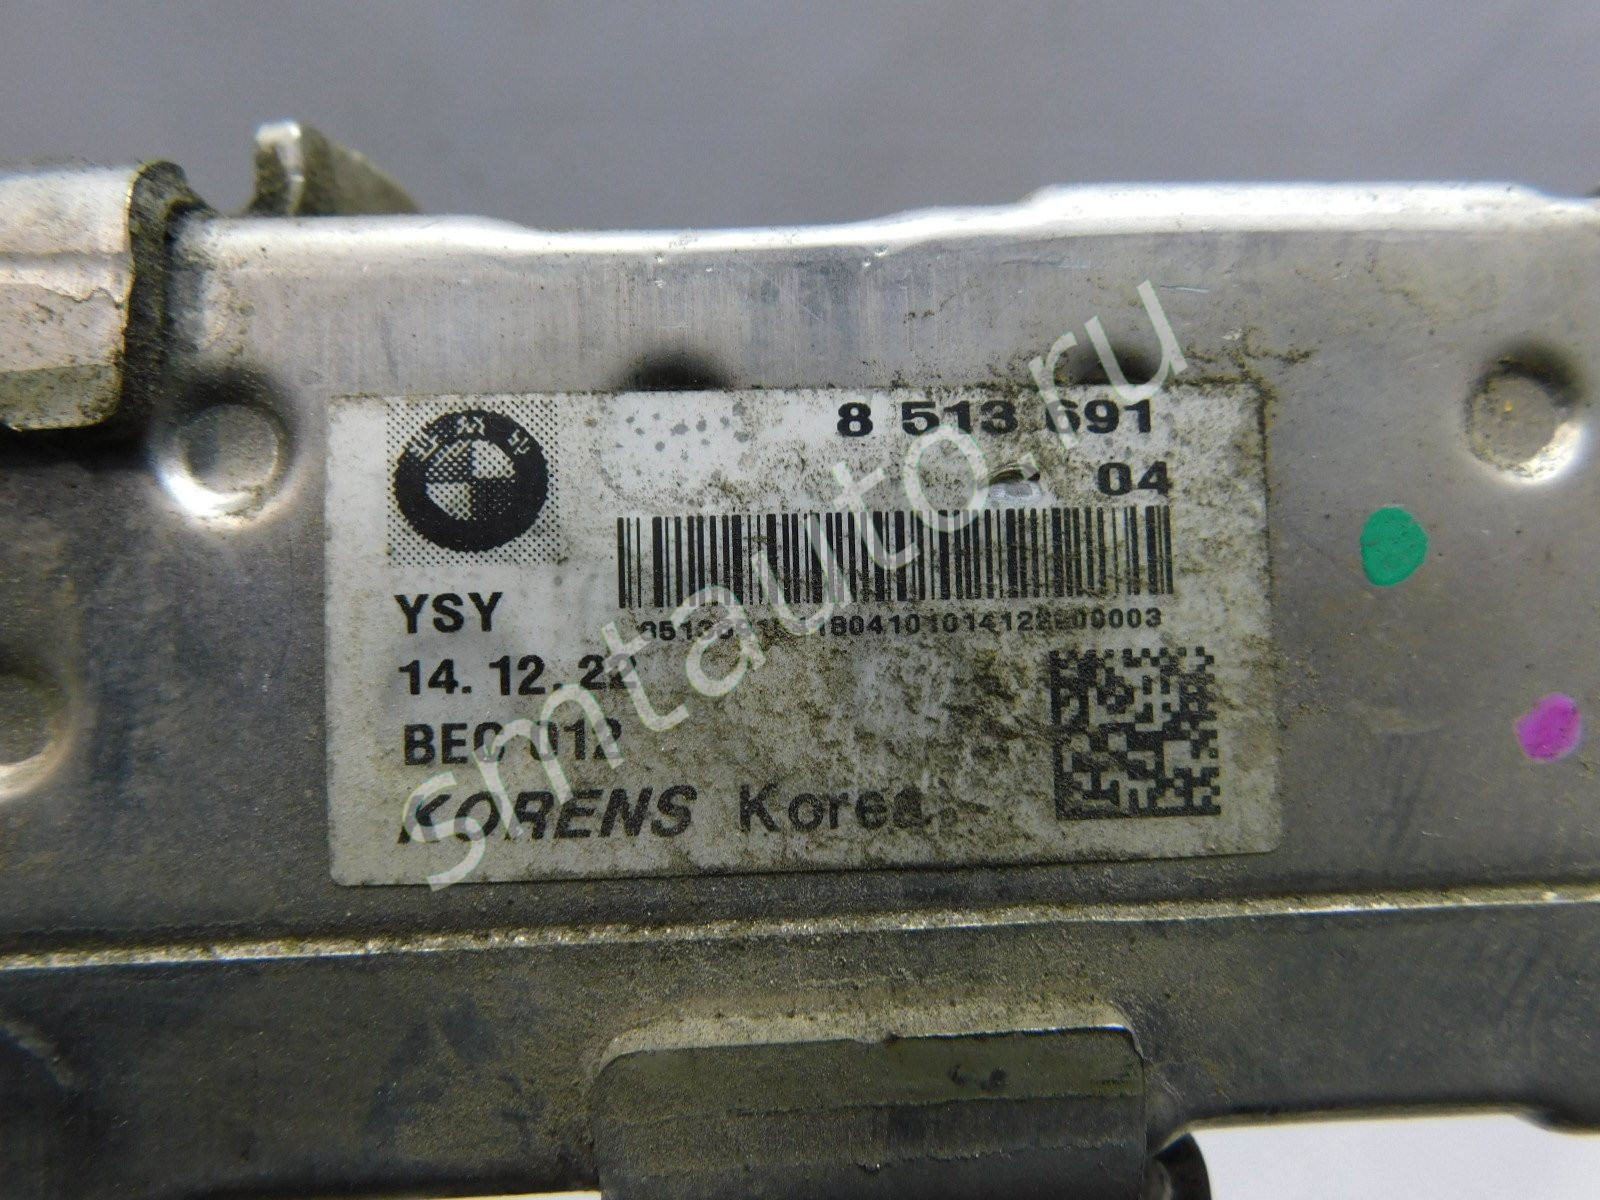 8 513 691
04
YSY
14.12.22
BEC 012
KORENS Korea
smtauto.ru